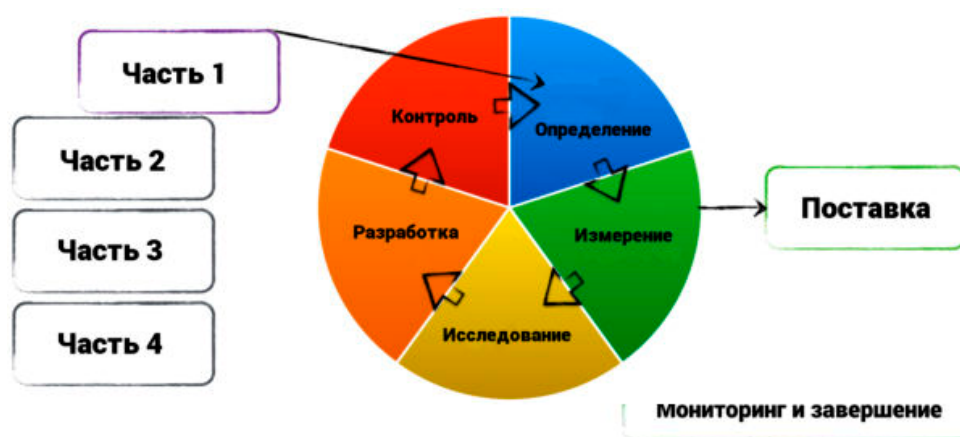 Часть 1
Часть 2
Часть 3
Часть 4
Контроль
Определение
Разработка
Измерение
Исследование
Поставка
Мониторинг и завершение